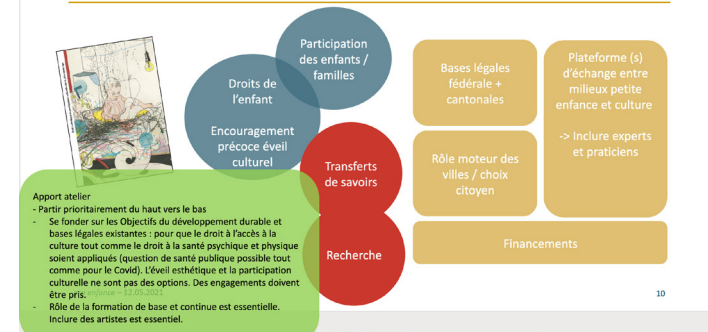 Participation
des enfants /
familles
Droits de
l'enfant
Encouragement
précoce éveil
culturel
Transferts
de savoirs
Recherche
Bases légales
fédérale +
cantonales
Plateforme (s)
d'échange entre
milieux petite
enfance et culture
-> Inclure experts
et praticiens
Rôle moteur des
villes / choix
citoyen
Financements
Apport atelier
- Partir prioritairement du haut vers le bas
- Se fonder sur les Objectifs du développement durable et
bases légales existantes : pour que le droit à l'accès à la
culture tout comme le droit à la santé psychique et physique
soient appliqués (question de santé publique possible tout
comme pour le Covid). L'éveil esthétique et la participation
culturelle ne sont pas des options. Des engagements doivent
être pris.
enfance – 12.05.2021
- Rôle de la formation de base et continue est essentielle.
Inclure des artistes est essentiel.
10